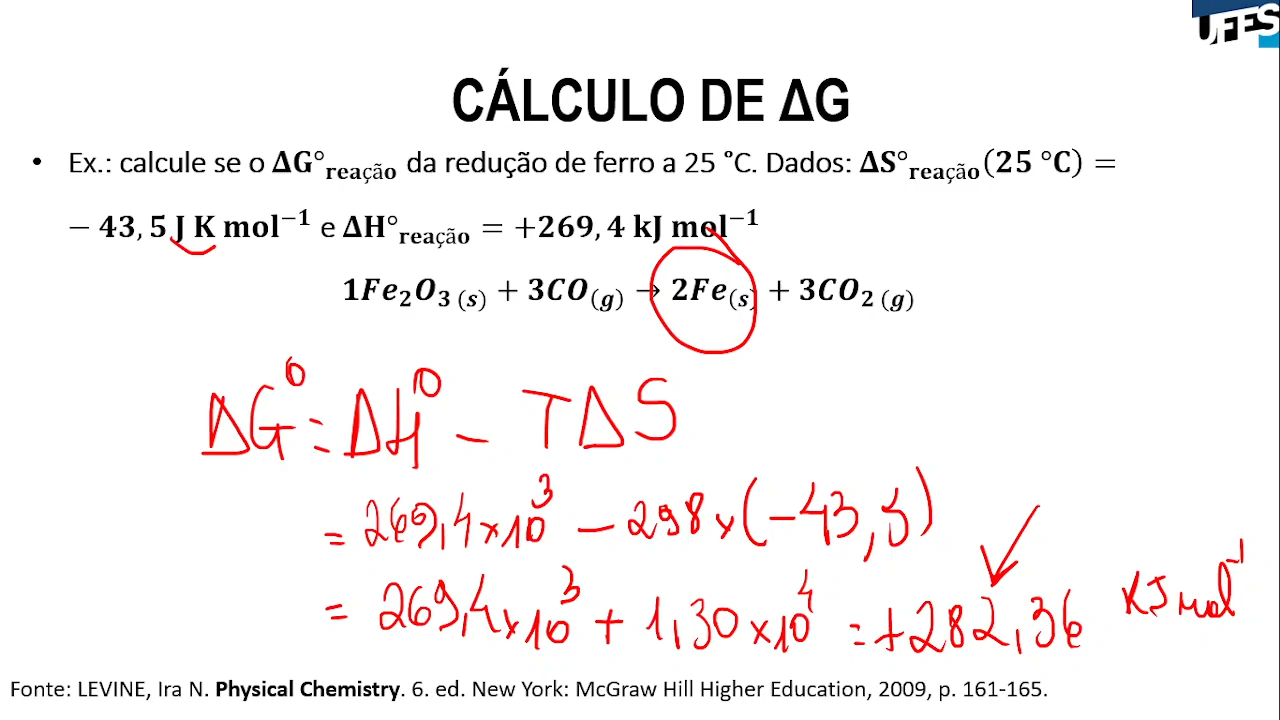 UFES
CÁLCULO DE ΔG
• Ex.: calcule se o ΔG°reação da redução de ferro a 25 °C. Dados: ΔS°reação(25 °C) =
− 43, 5 J K mol⁻¹ e ΔH°reação = +269, 4 kJ mol⁻¹
1Fe₂O₃ (s) + 3CO(g) → 2Fe(s) + 3CO₂ (g)
ΔG⁰ = ΔH⁰ − TΔS
= 269,4×10³ − 298×(−43,5)
= 269,4×10³ + 1,30×10⁴ = +282,36 KJ mol⁻¹
Fonte: LEVINE, Ira N. Physical Chemistry. 6. ed. New York: McGraw Hill Higher Education, 2009, p. 161-165.